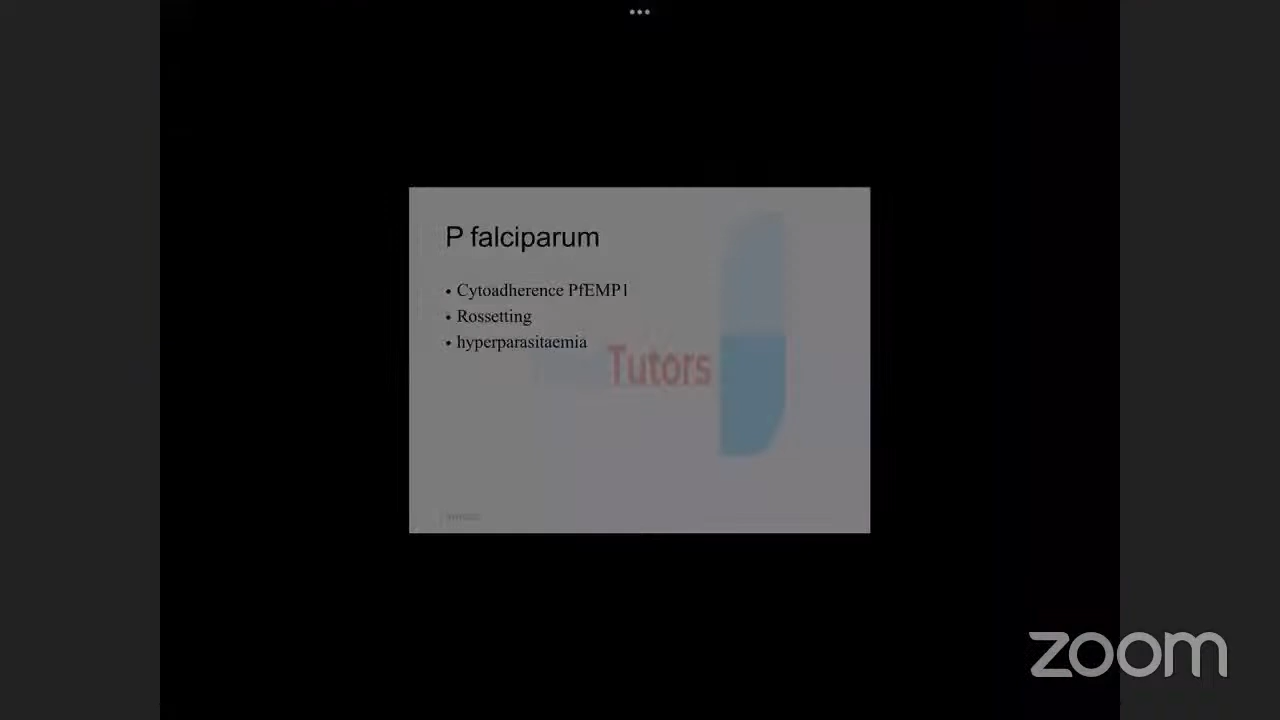 P falciparum
• Cytoadherence PfEMP1
• Rossetting
• hyperparasitaemia
Tutors
zoom